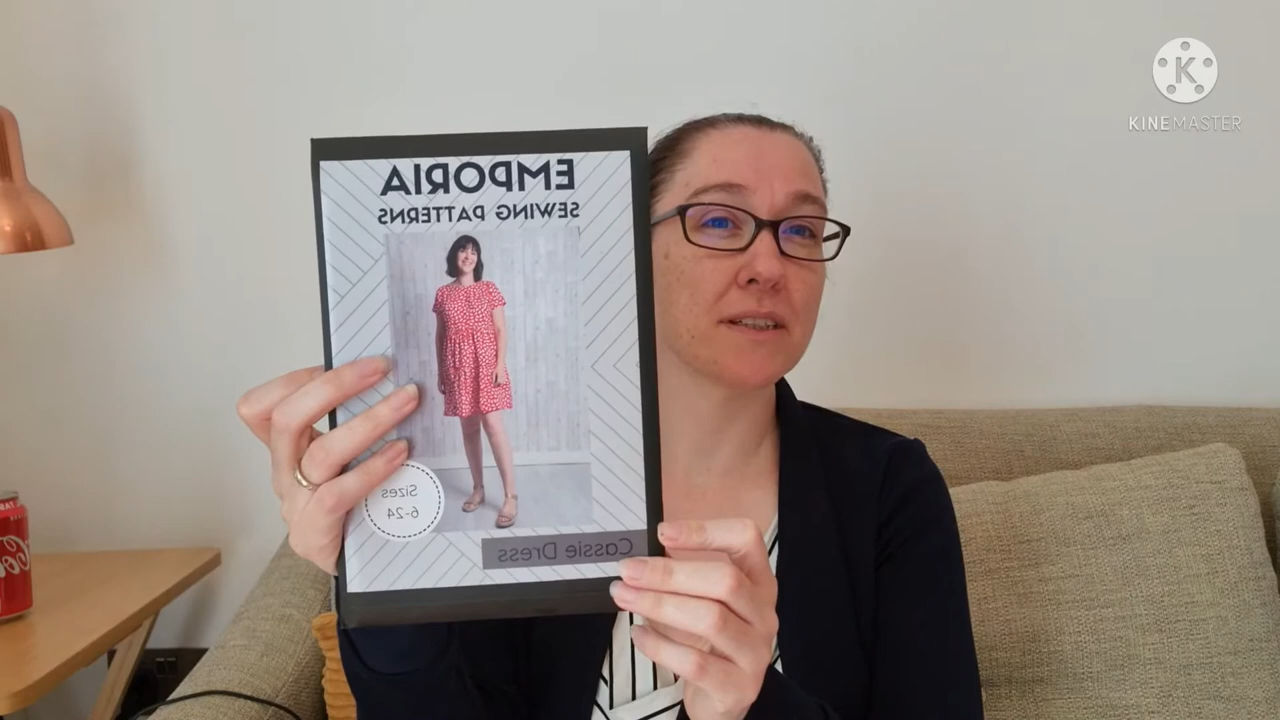 KINEMASTER
EMPORIA
SEWING PATTERNS
Sizes
6-24
Cassie Dress